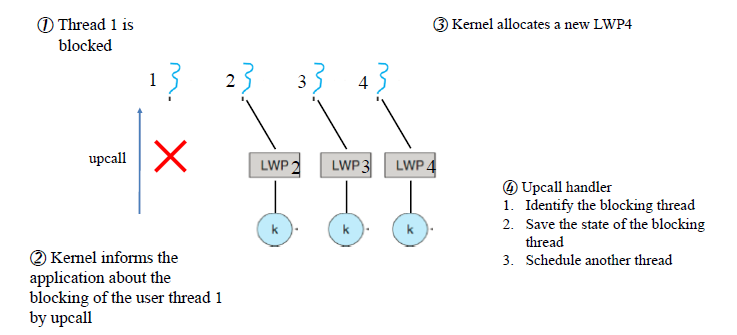 ① Thread 1 is
blocked
③ Kernel allocates a new LWP4
1
2
3
4
upcall
LWP 2
LWP 3
LWP 4
k
k
k
④ Upcall handler
1. Identify the blocking thread
2. Save the state of the blocking
thread
3. Schedule another thread
② Kernel informs the
application about the
blocking of the user thread 1
by upcall